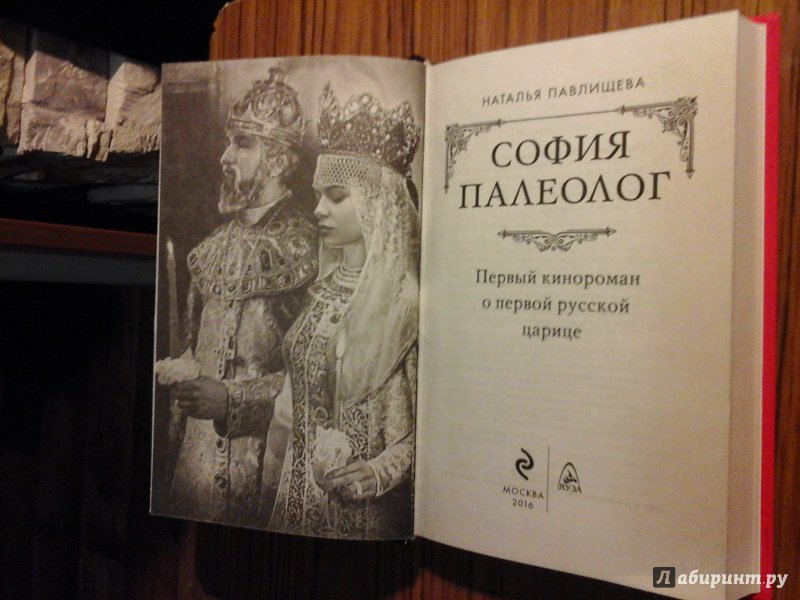 НАТАЛЬЯ ПАВЛИЩЕВА
СОФИЯ
ПАЛЕОЛОГ
Первый кинороман
о первой русской
царице
МОСКВА
2016
ЯУЗА
Лабиринт.ру